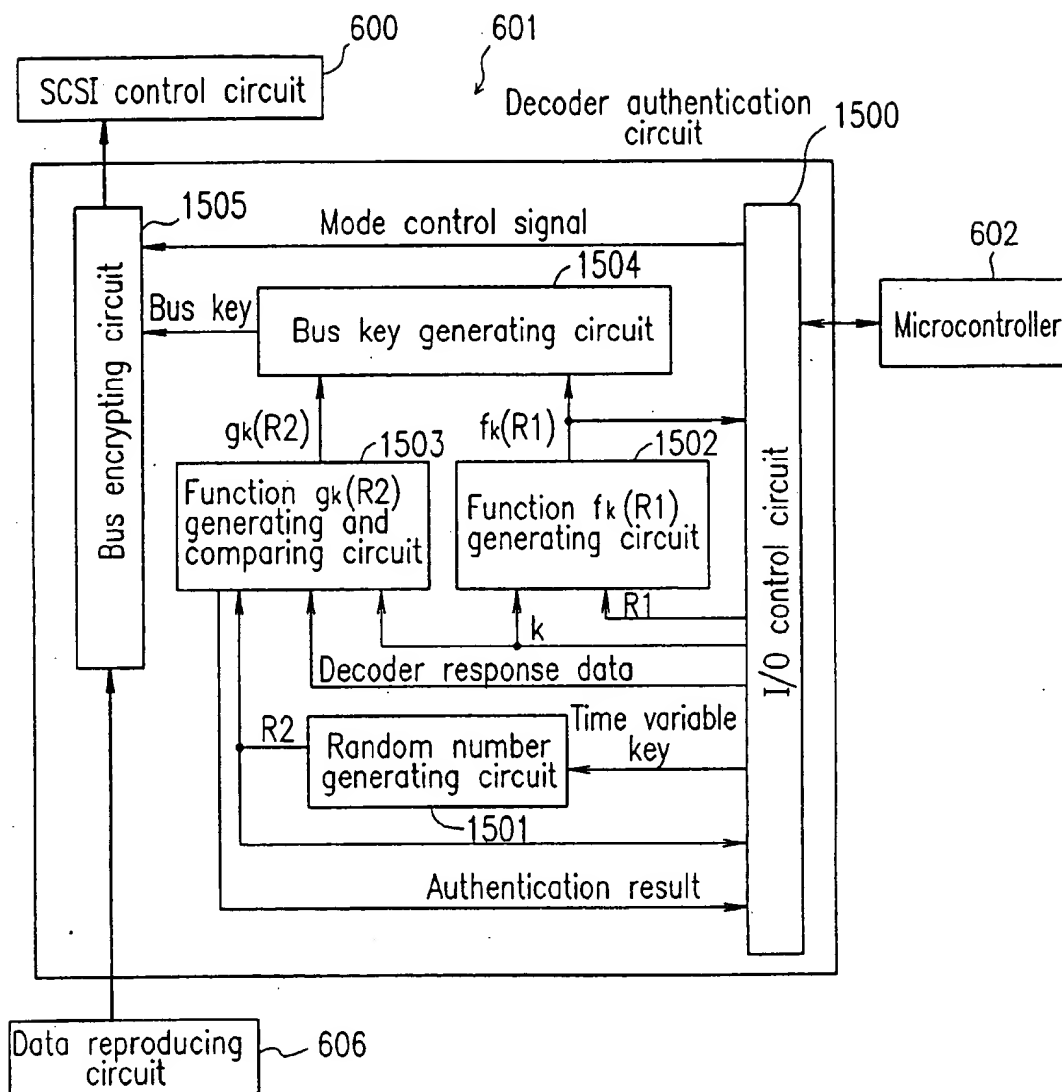 600
601
SCSI control circuit
Decoder authentication
circuit
1500
1505
Mode control signal
602
1504
Bus key
Bus key generating circuit
Microcontroller
Bus encrypting circuit
gk(R2)
fk(R1)
1503
1502
Function gk(R2)
generating and
comparing circuit
Function fk(R1)
generating circuit
I/O control circuit
R1
k
Decoder response data
R2
Time variable
key
Random number
generating circuit
1501
Authentication result
Data reproducing
circuit
606